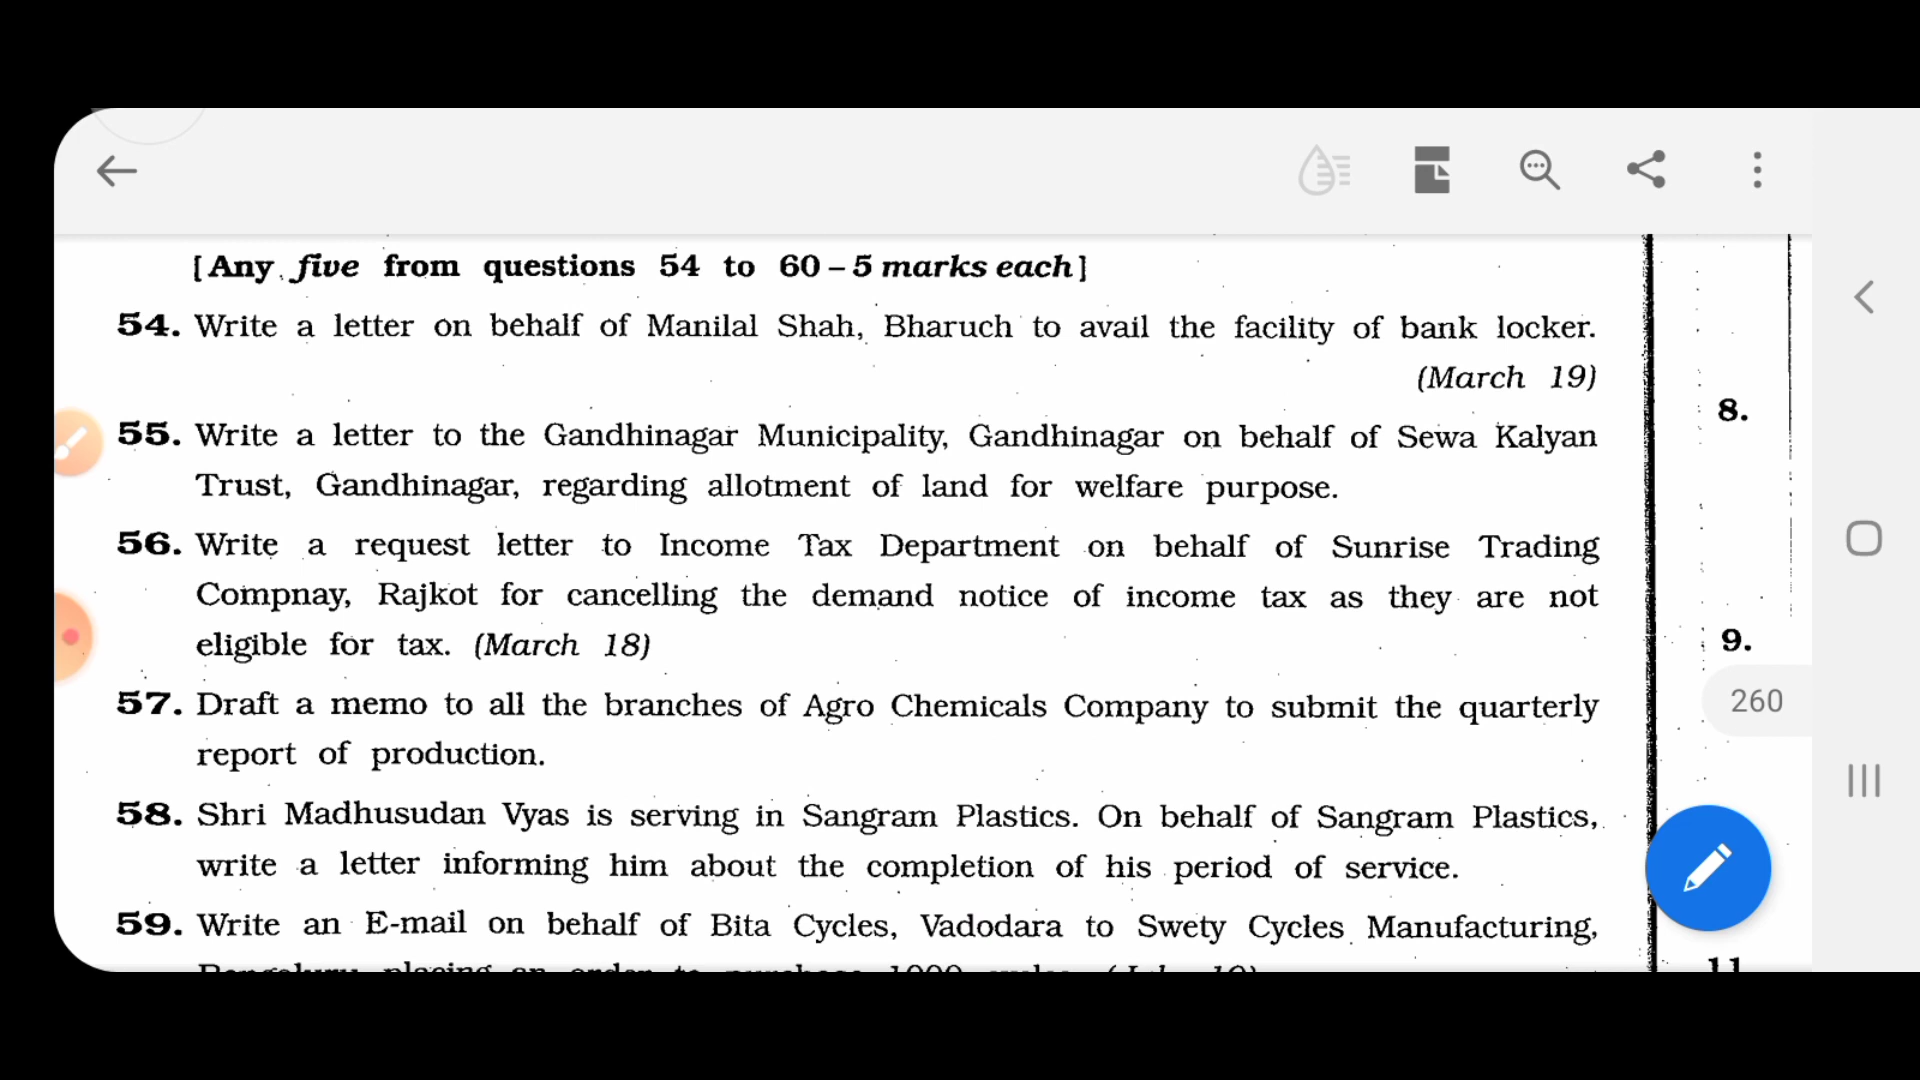 [Any five from questions 54 to 60 – 5 marks each]
54. Write a letter on behalf of Manilal Shah, Bharuch to avail the facility of bank locker.
(March 19)
55. Write a letter to the Gandhinagar Municipality, Gandhinagar on behalf of Sewa Kalyan
Trust, Gandhinagar, regarding allotment of land for welfare purpose.
56. Write a request letter to Income Tax Department on behalf of Sunrise Trading
Compnay, Rajkot for cancelling the demand notice of income tax as they are not
eligible for tax. (March 18)
57. Draft a memo to all the branches of Agro Chemicals Company to submit the quarterly
report of production.
58. Shri Madhusudan Vyas is serving in Sangram Plastics. On behalf of Sangram Plastics,
write a letter informing him about the completion of his period of service.
59. Write an E-mail on behalf of Bita Cycles, Vadodara to Swety Cycles Manufacturing,
8.
9.
260
11